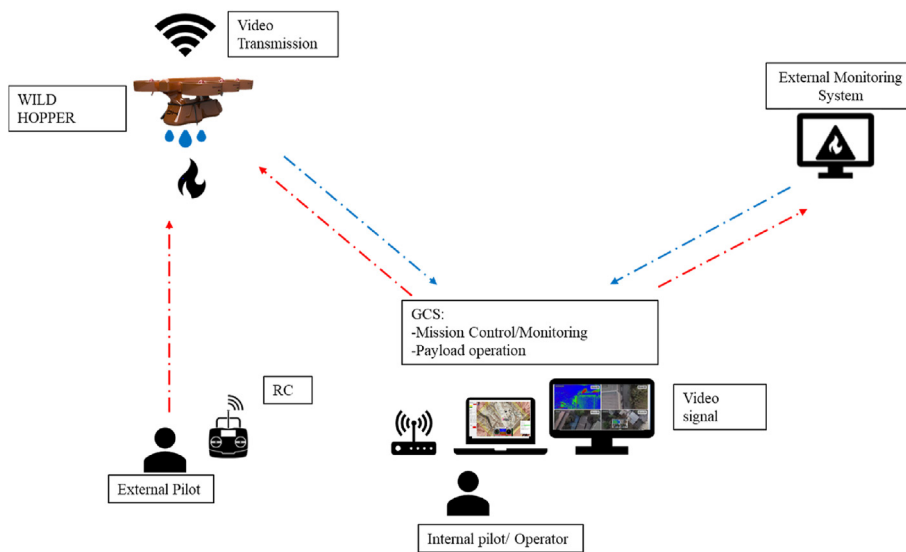 Video
Transmission
WILD
HOPPER
External Monitoring
System
GCS:
-Mission Control/Monitoring
-Payload operation
RC
Video
signal
External Pilot
Internal pilot/ Operator